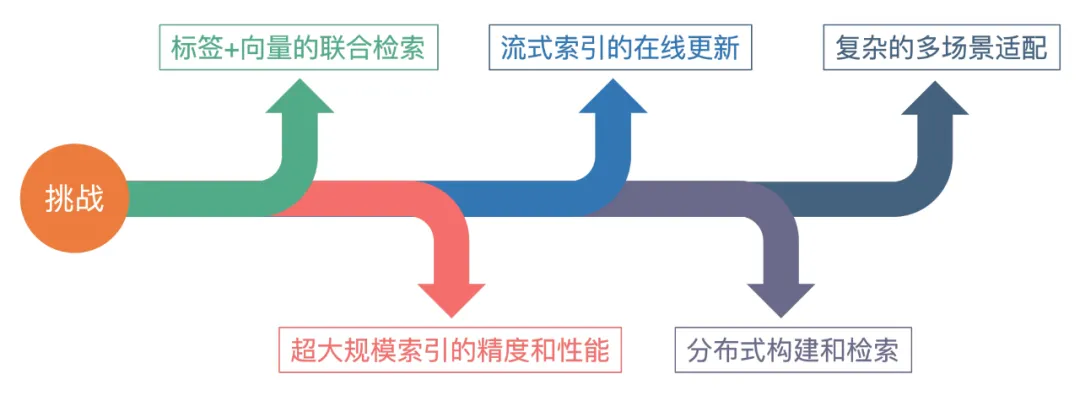 标签+向量的联合检索
流式索引的在线更新
复杂的多场景适配
挑战
超大规模索引的精度和性能
分布式构建和检索